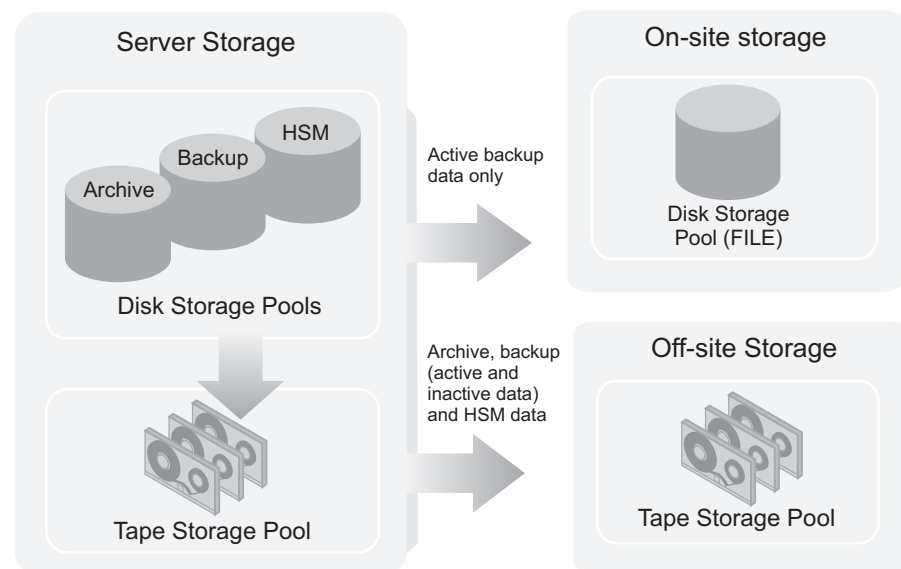 Server Storage
HSM
Backup
Archive
Disk Storage Pools
Tape Storage Pool
Active backup
data only
Archive, backup
(active and
inactive data)
and HSM data
On-site storage
Disk Storage
Pool (FILE)
Off-site Storage
Tape Storage Pool